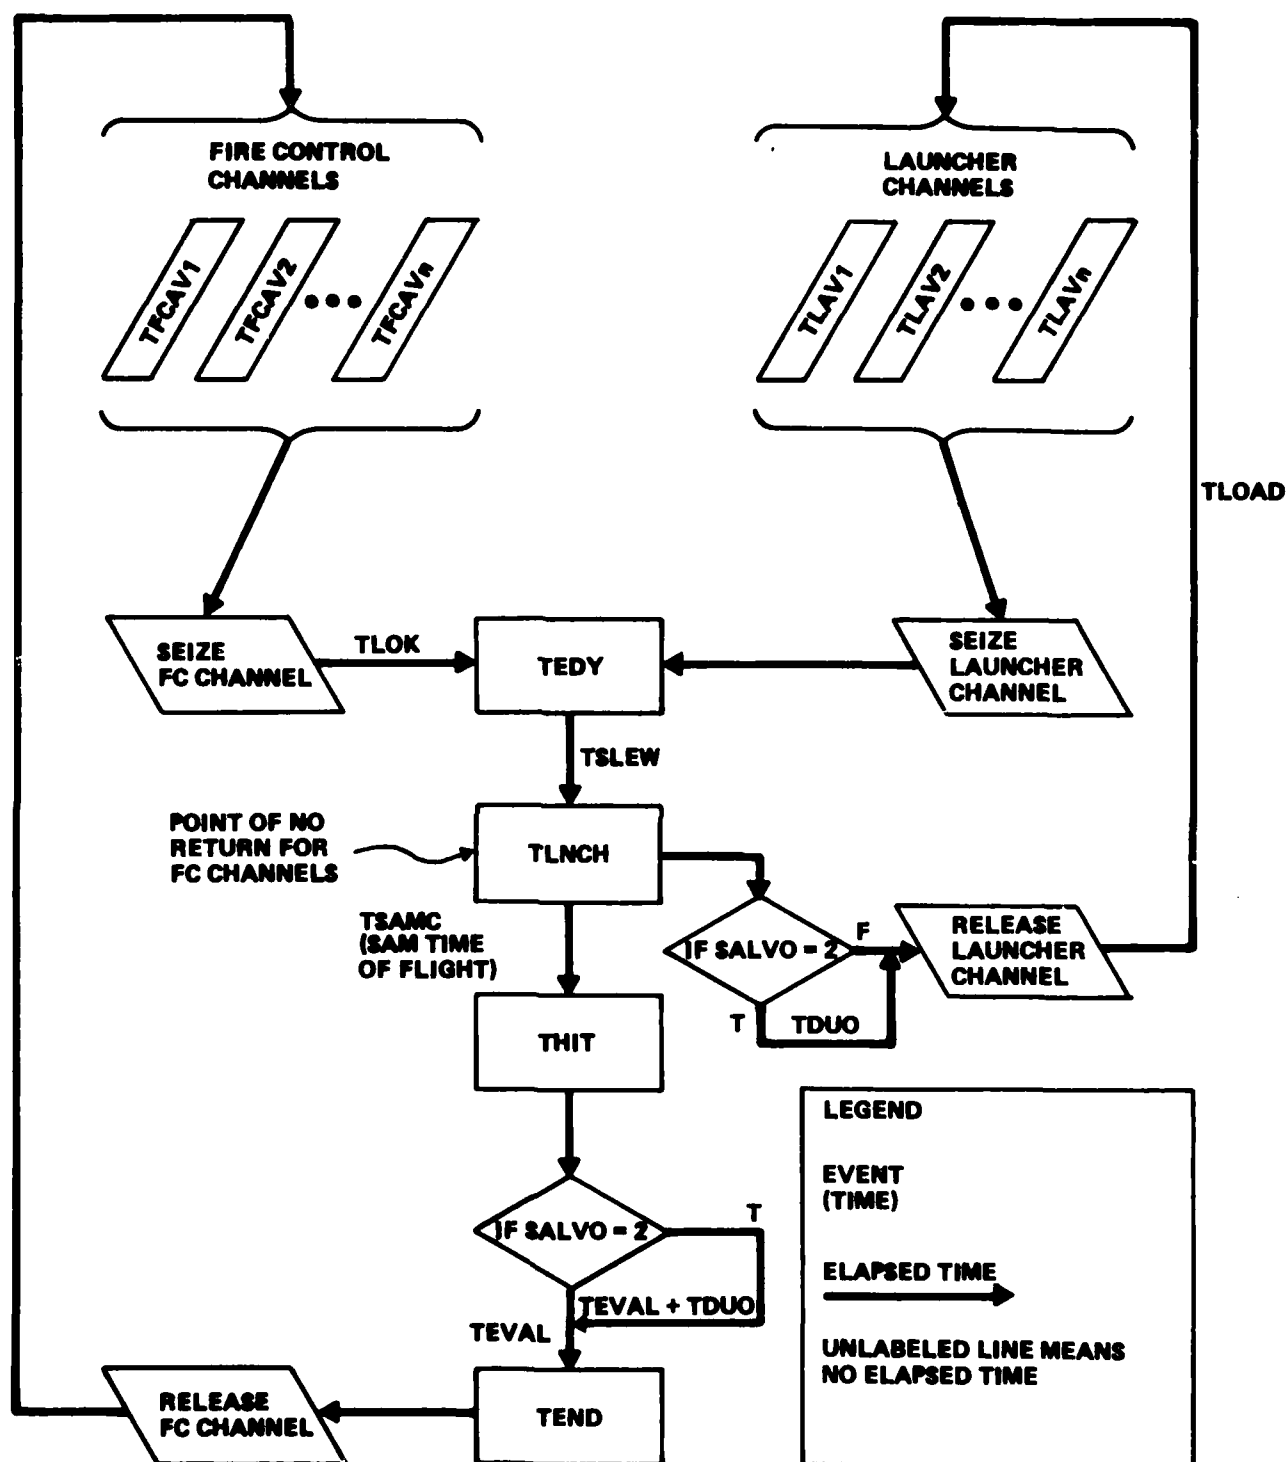 FIRE CONTROL
CHANNELS
LAUNCHER
CHANNELS
TFCAV1
TFCAV2
TFCAVn
TLAV1
TLAV2
TLAVn
TLOAD
SEIZE
FC CHANNEL
TLOK
TEDY
SEIZE
LAUNCHER
CHANNEL
TSLEW
POINT OF NO
RETURN FOR
FC CHANNELS
TLNCH
TSAMC
(SAM TIME
OF FLIGHT)
IF SALVO = 2
F
RELEASE
LAUNCHER
CHANNEL
T
TDUO
THIT
LEGEND
EVENT
(TIME)
ELAPSED TIME
UNLABELED LINE MEANS
NO ELAPSED TIME
IF SALVO = 2
T
TEVAL + TDUO
TEVAL
RELEASE
FC CHANNEL
TEND